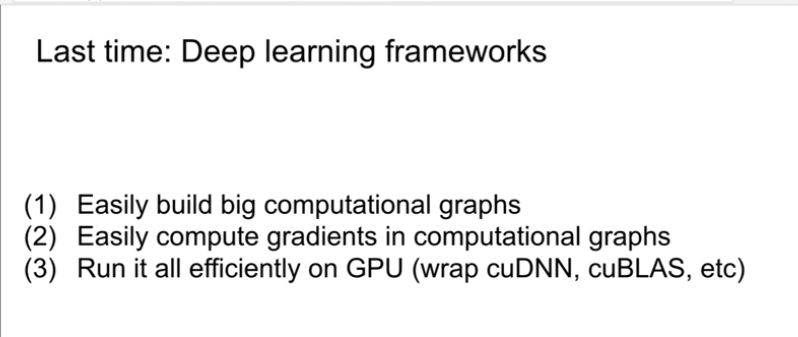 Last time: Deep learning frameworks
(1) Easily build big computational graphs
(2) Easily compute gradients in computational graphs
(3) Run it all efficiently on GPU (wrap cuDNN, cuBLAS, etc)